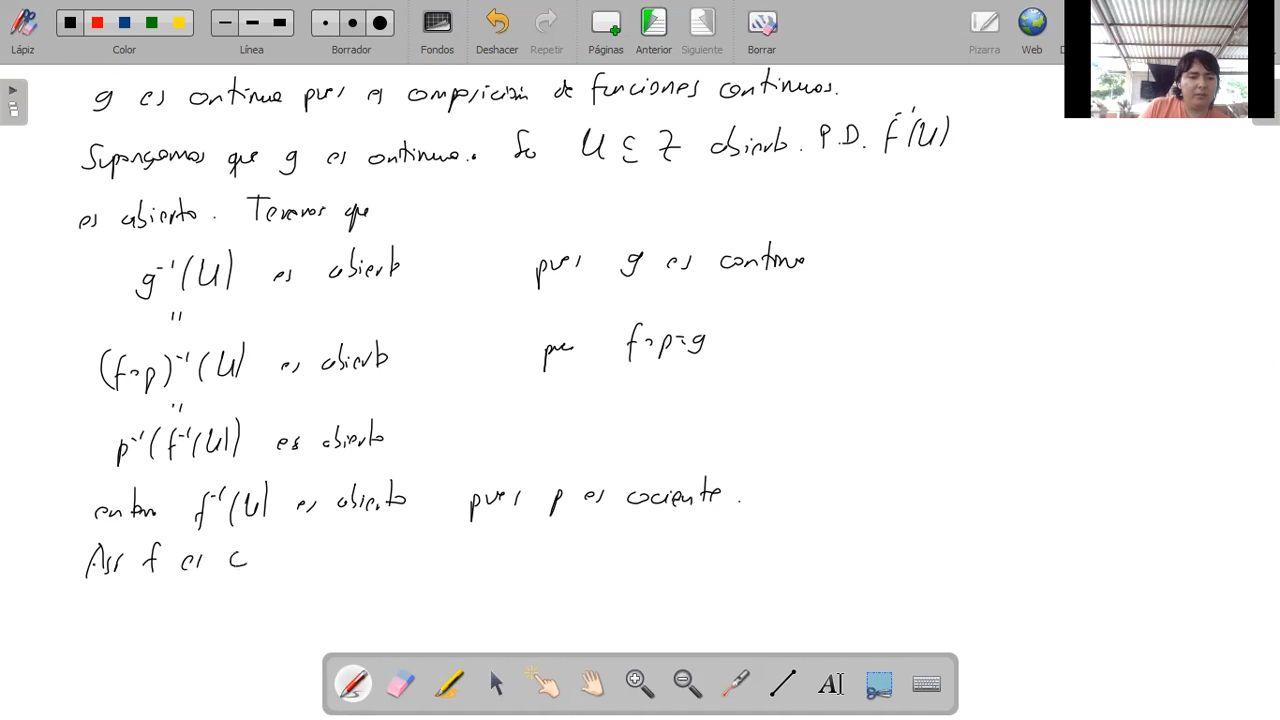 Lápiz Color Línea Borrador Fondos Deshacer Repetir Páginas Anterior Siguiente Borrar Pizarra Web
g es continua pues es composición de funciones continuas.
Supongamos que g es continua. Sea U ⊆ Z abierto. P.D. f⁻¹(U)
es abierto. Tenemos que
g⁻¹(U) es abierto pues g es continua
"
(f∘p)⁻¹(U) es abierto pues f∘p=g
"
p⁻¹(f⁻¹(U)) es abierto
entonces f⁻¹(U) es abierto pues p es cociente.
Así f es c